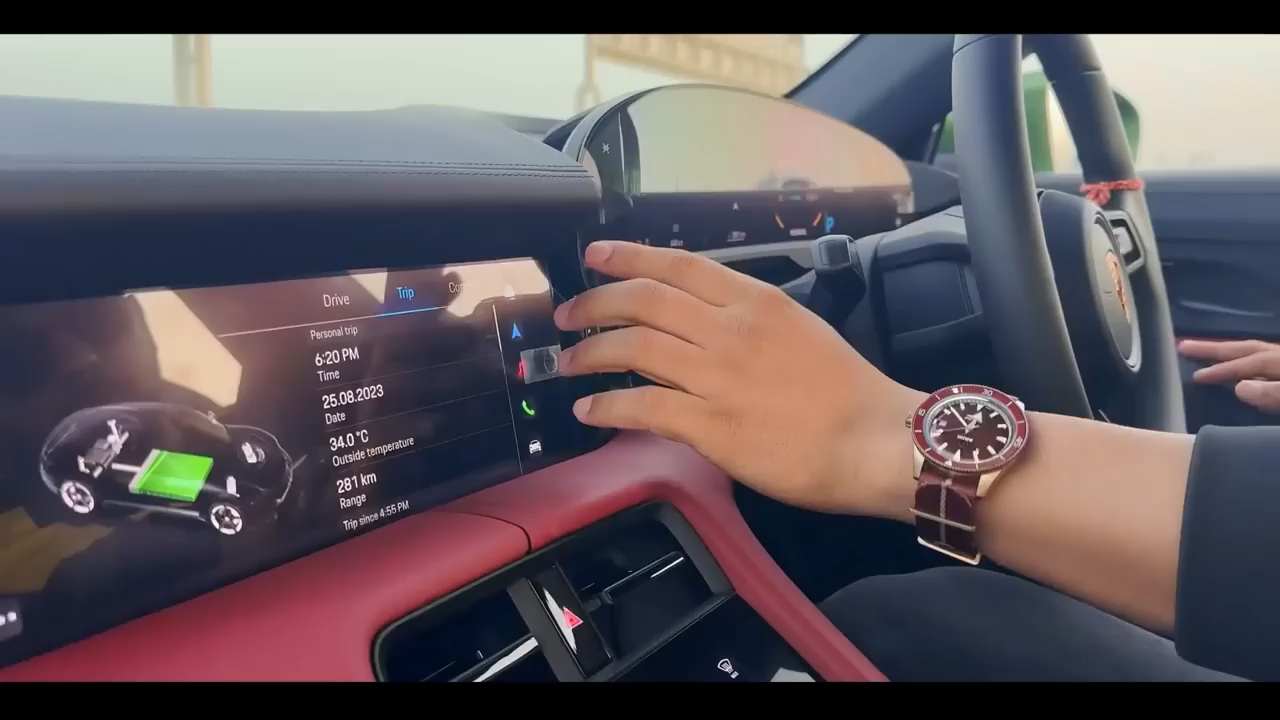 Drive
Trip
Personal trip
6:20 PM
Time
25.08.2023
Date
34.0 °C
Outside temperature
281 km
Range
Trip since 4:55 PM
P
30